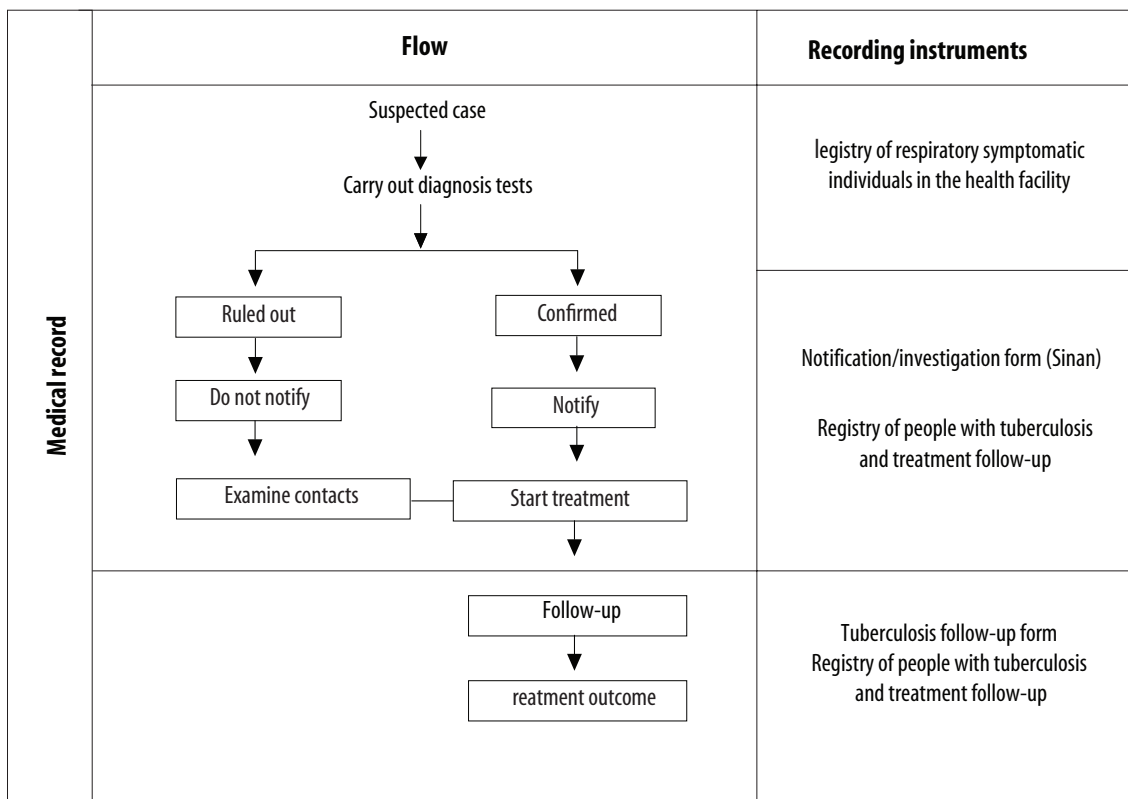 Medical record
Flow
Recording instruments
Suspected case
Carry out diagnosis tests
legistry of respiratory symptomatic
individuals in the health facility
Ruled out
Confirmed
Do not notify
Notify
Examine contacts
Start treatment
Notification/investigation form (Sinan)
Registry of people with tuberculosis
and treatment follow-up
Follow-up
reatment outcome
Tuberculosis follow-up form
Registry of people with tuberculosis
and treatment follow-up